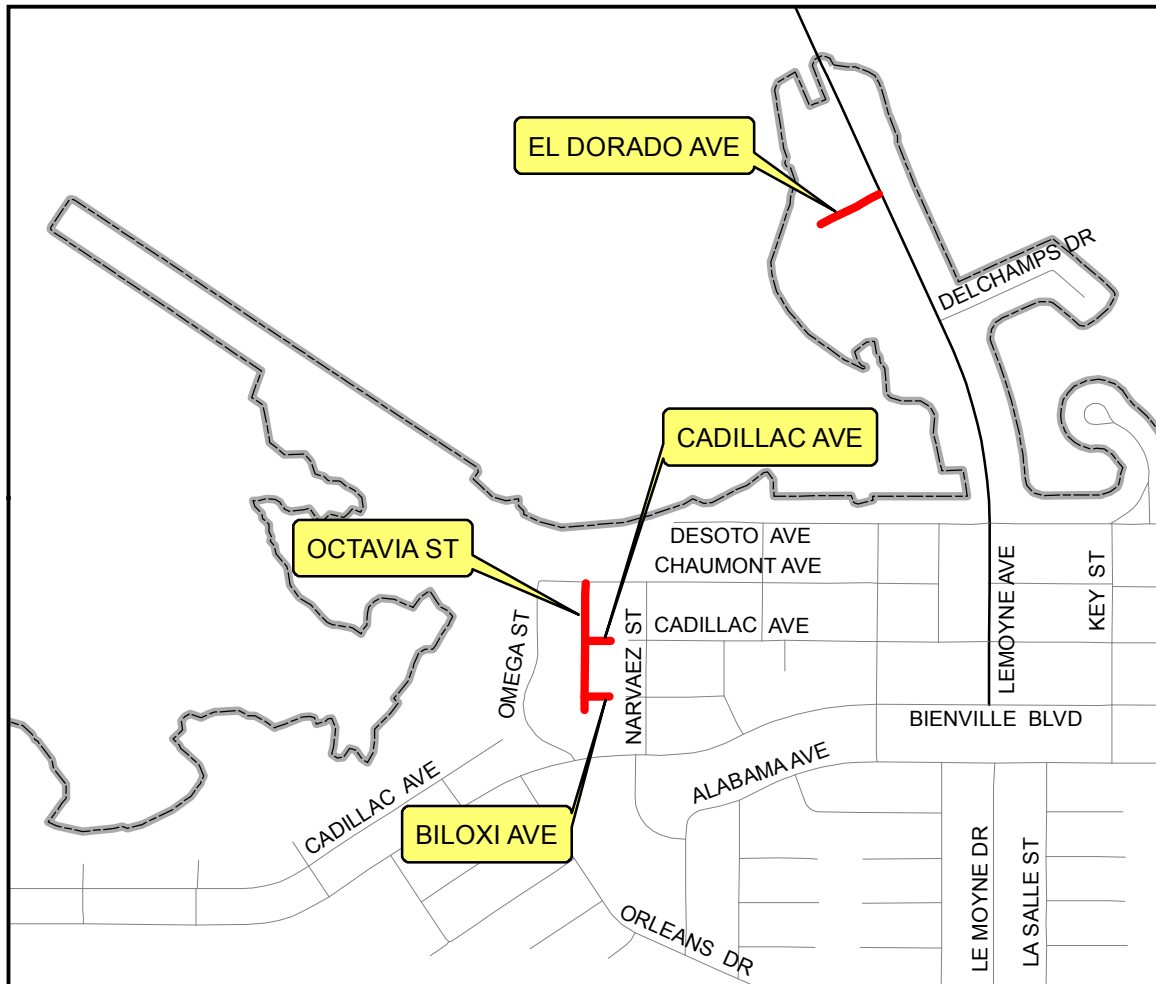 EL DORADO AVE
DELCHAMPS DR
CADILLAC AVE
OCTAVIA ST
DESOTO AVE
CHAUMONT AVE
CADILLAC AVE
OMEGA ST
NARVAEZ ST
LEMOYNE AVE
KEY ST
BIENVILLE BLVD
ALABAMA AVE
CADILLAC AVE
BILOXI AVE
ORLEANS DR
LE MOYNE DR
LA SALLE ST